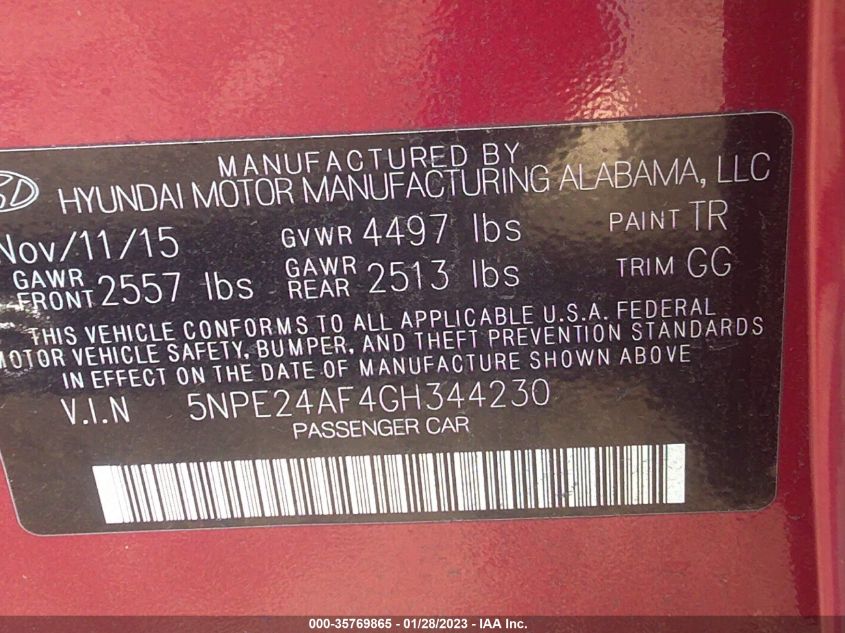 MANUFACTURED BY
HYUNDAI MOTOR MANUFACTURING ALABAMA, LLC
Nov/11/15 GVWR 4497 lbs PAINT TR
GAWR FRONT 2557 lbs GAWR REAR 2513 lbs TRIM GG
THIS VEHICLE CONFORMS TO ALL APPLICABLE U.S.A. FEDERAL
MOTOR VEHICLE SAFETY, BUMPER, AND THEFT PREVENTION STANDARDS
IN EFFECT ON THE DATE OF MANUFACTURE SHOWN ABOVE
V.I.N 5NPE24AF4GH344230
PASSENGER CAR
000-35769865 - 01/28/2023 - IAA Inc.